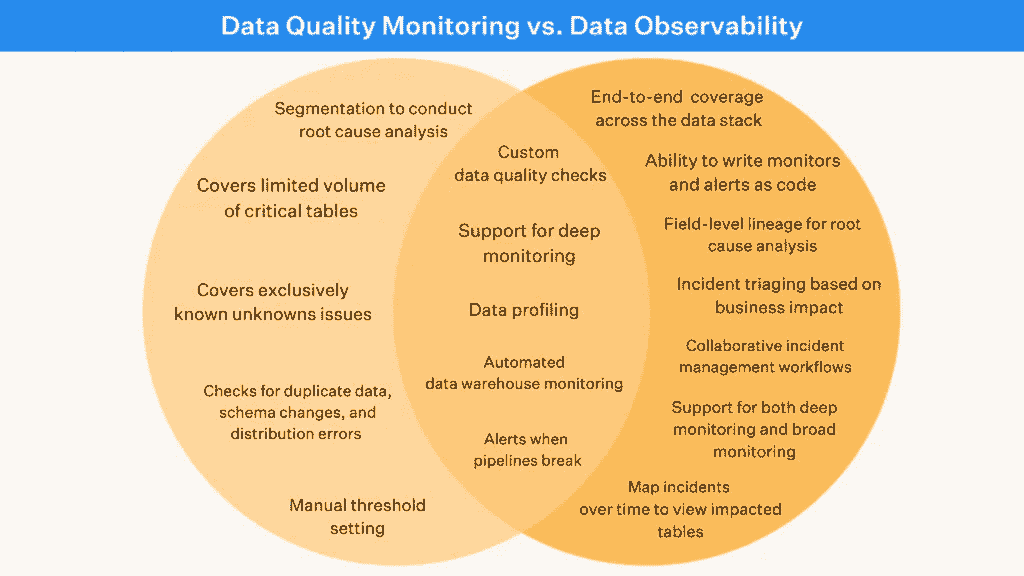 Data Quality Monitoring vs. Data Observability
Segmentation to conduct
root cause analysis
Covers limited volume
of critical tables
Covers exclusively
known unknowns issues
Checks for duplicate data,
schema changes, and
distribution errors
Manual threshold
setting
Custom
data quality checks
Support for deep
monitoring
Data profiling
Automated
data warehouse monitoring
Alerts when
pipelines break
End-to-end coverage
across the data stack
Ability to write monitors
and alerts as code
Field-level lineage for root
cause analysis
Incident triaging based on
business impact
Collaborative incident
management workflows
Support for both deep
monitoring and broad
monitoring
Map incidents
over time to view impacted
tables